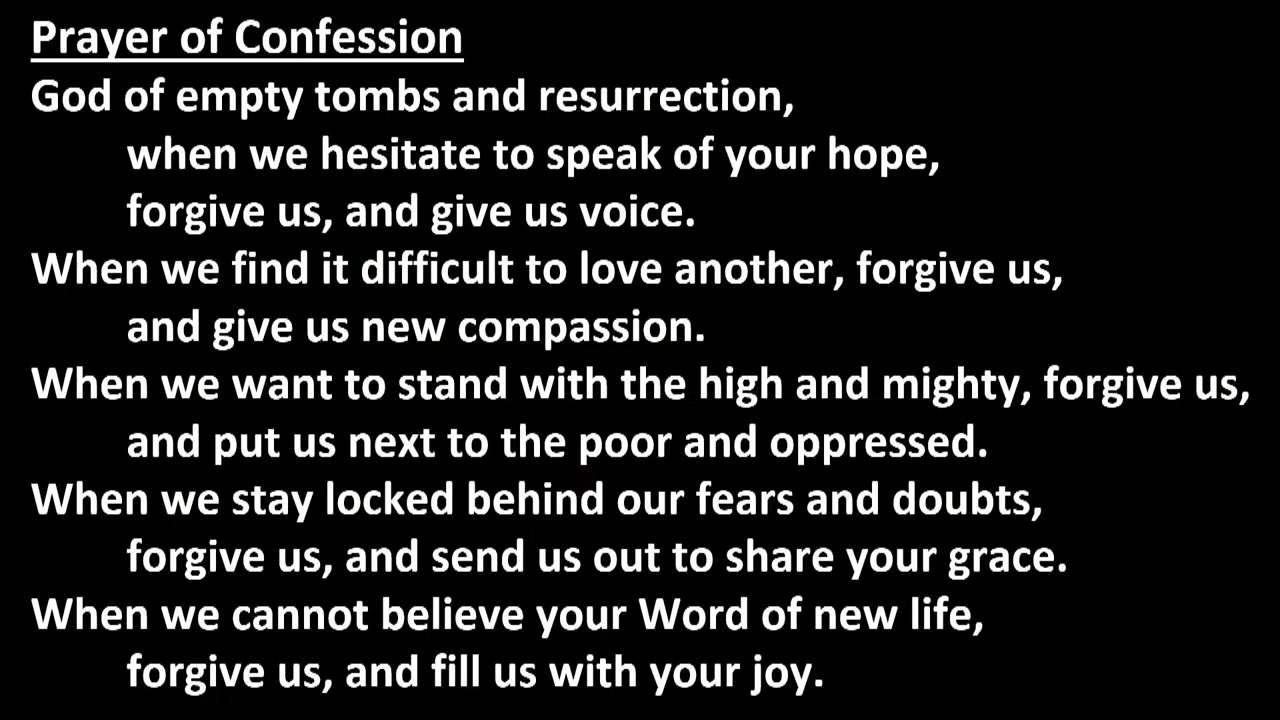 Prayer of Confession
God of empty tombs and resurrection,
when we hesitate to speak of your hope,
forgive us, and give us voice.
When we find it difficult to love another, forgive us,
and give us new compassion.
When we want to stand with the high and mighty, forgive us,
and put us next to the poor and oppressed.
When we stay locked behind our fears and doubts,
forgive us, and send us out to share your grace.
When we cannot believe your Word of new life,
forgive us, and fill us with your joy.